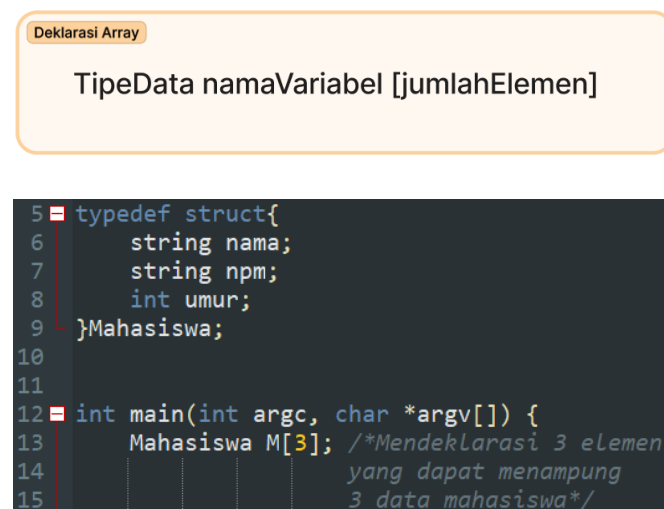 Deklarasi Array
TipeData namaVariabel [jumlahElemen]
5 typedef struct{
6 string nama;
7 string npm;
8 int umur;
9 }Mahasiswa;
10
11
12 int main(int argc, char *argv[]) {
13 Mahasiswa M[3]; /*Mendeklarasi 3 elemen
14 yang dapat menampung
15 3 data mahasiswa*/